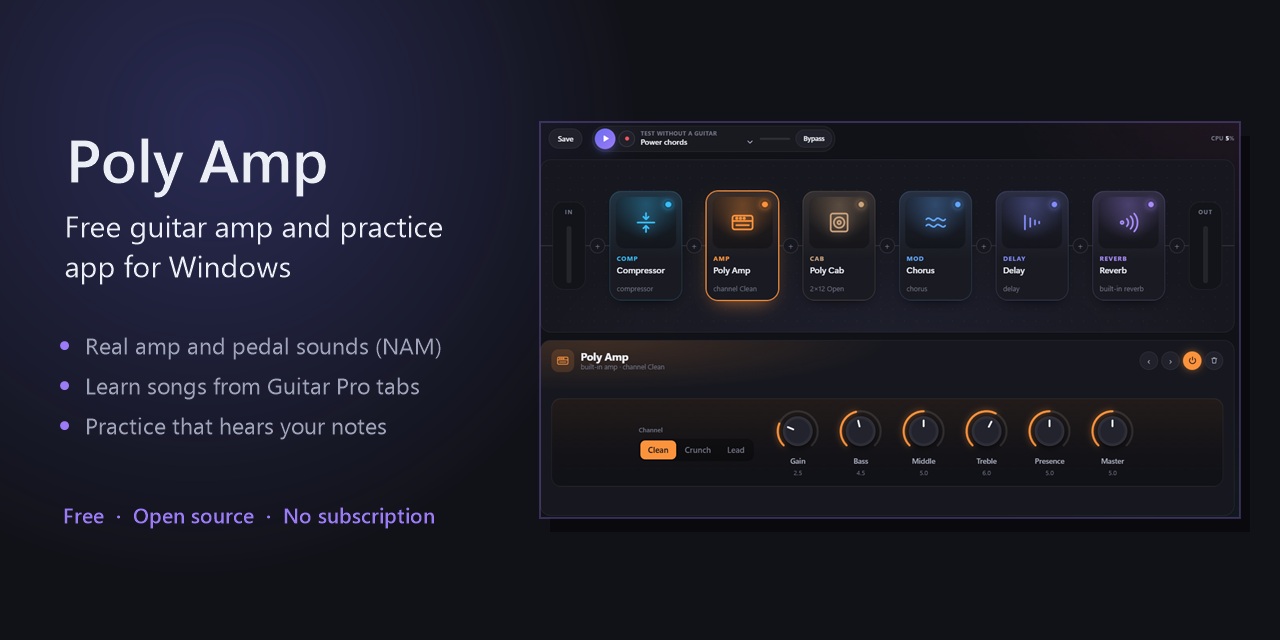 Poly Amp
Free guitar amp and practice
app for Windows
Real amp and pedal sounds (NAM)
Learn songs from Guitar Pro tabs
Practice that hears your notes
Free · Open source · No subscription
Save
TEST WITHOUT A GUITAR
Power chords
Bypass
CPU 5%
IN
COMP
Compressor
compressor
AMP
Poly Amp
channel Clean
CAB
Poly Cab
2×12 Open
MOD
Chorus
chorus
DELAY
Delay
delay
REVERB
Reverb
built-in reverb
OUT
Poly Amp
built-in amp · channel Clean
Channel
Clean Crunch Lead
Gain Bass Middle Treble Presence Master
2.5 4.5 5.0 6.0 5.0 5.0